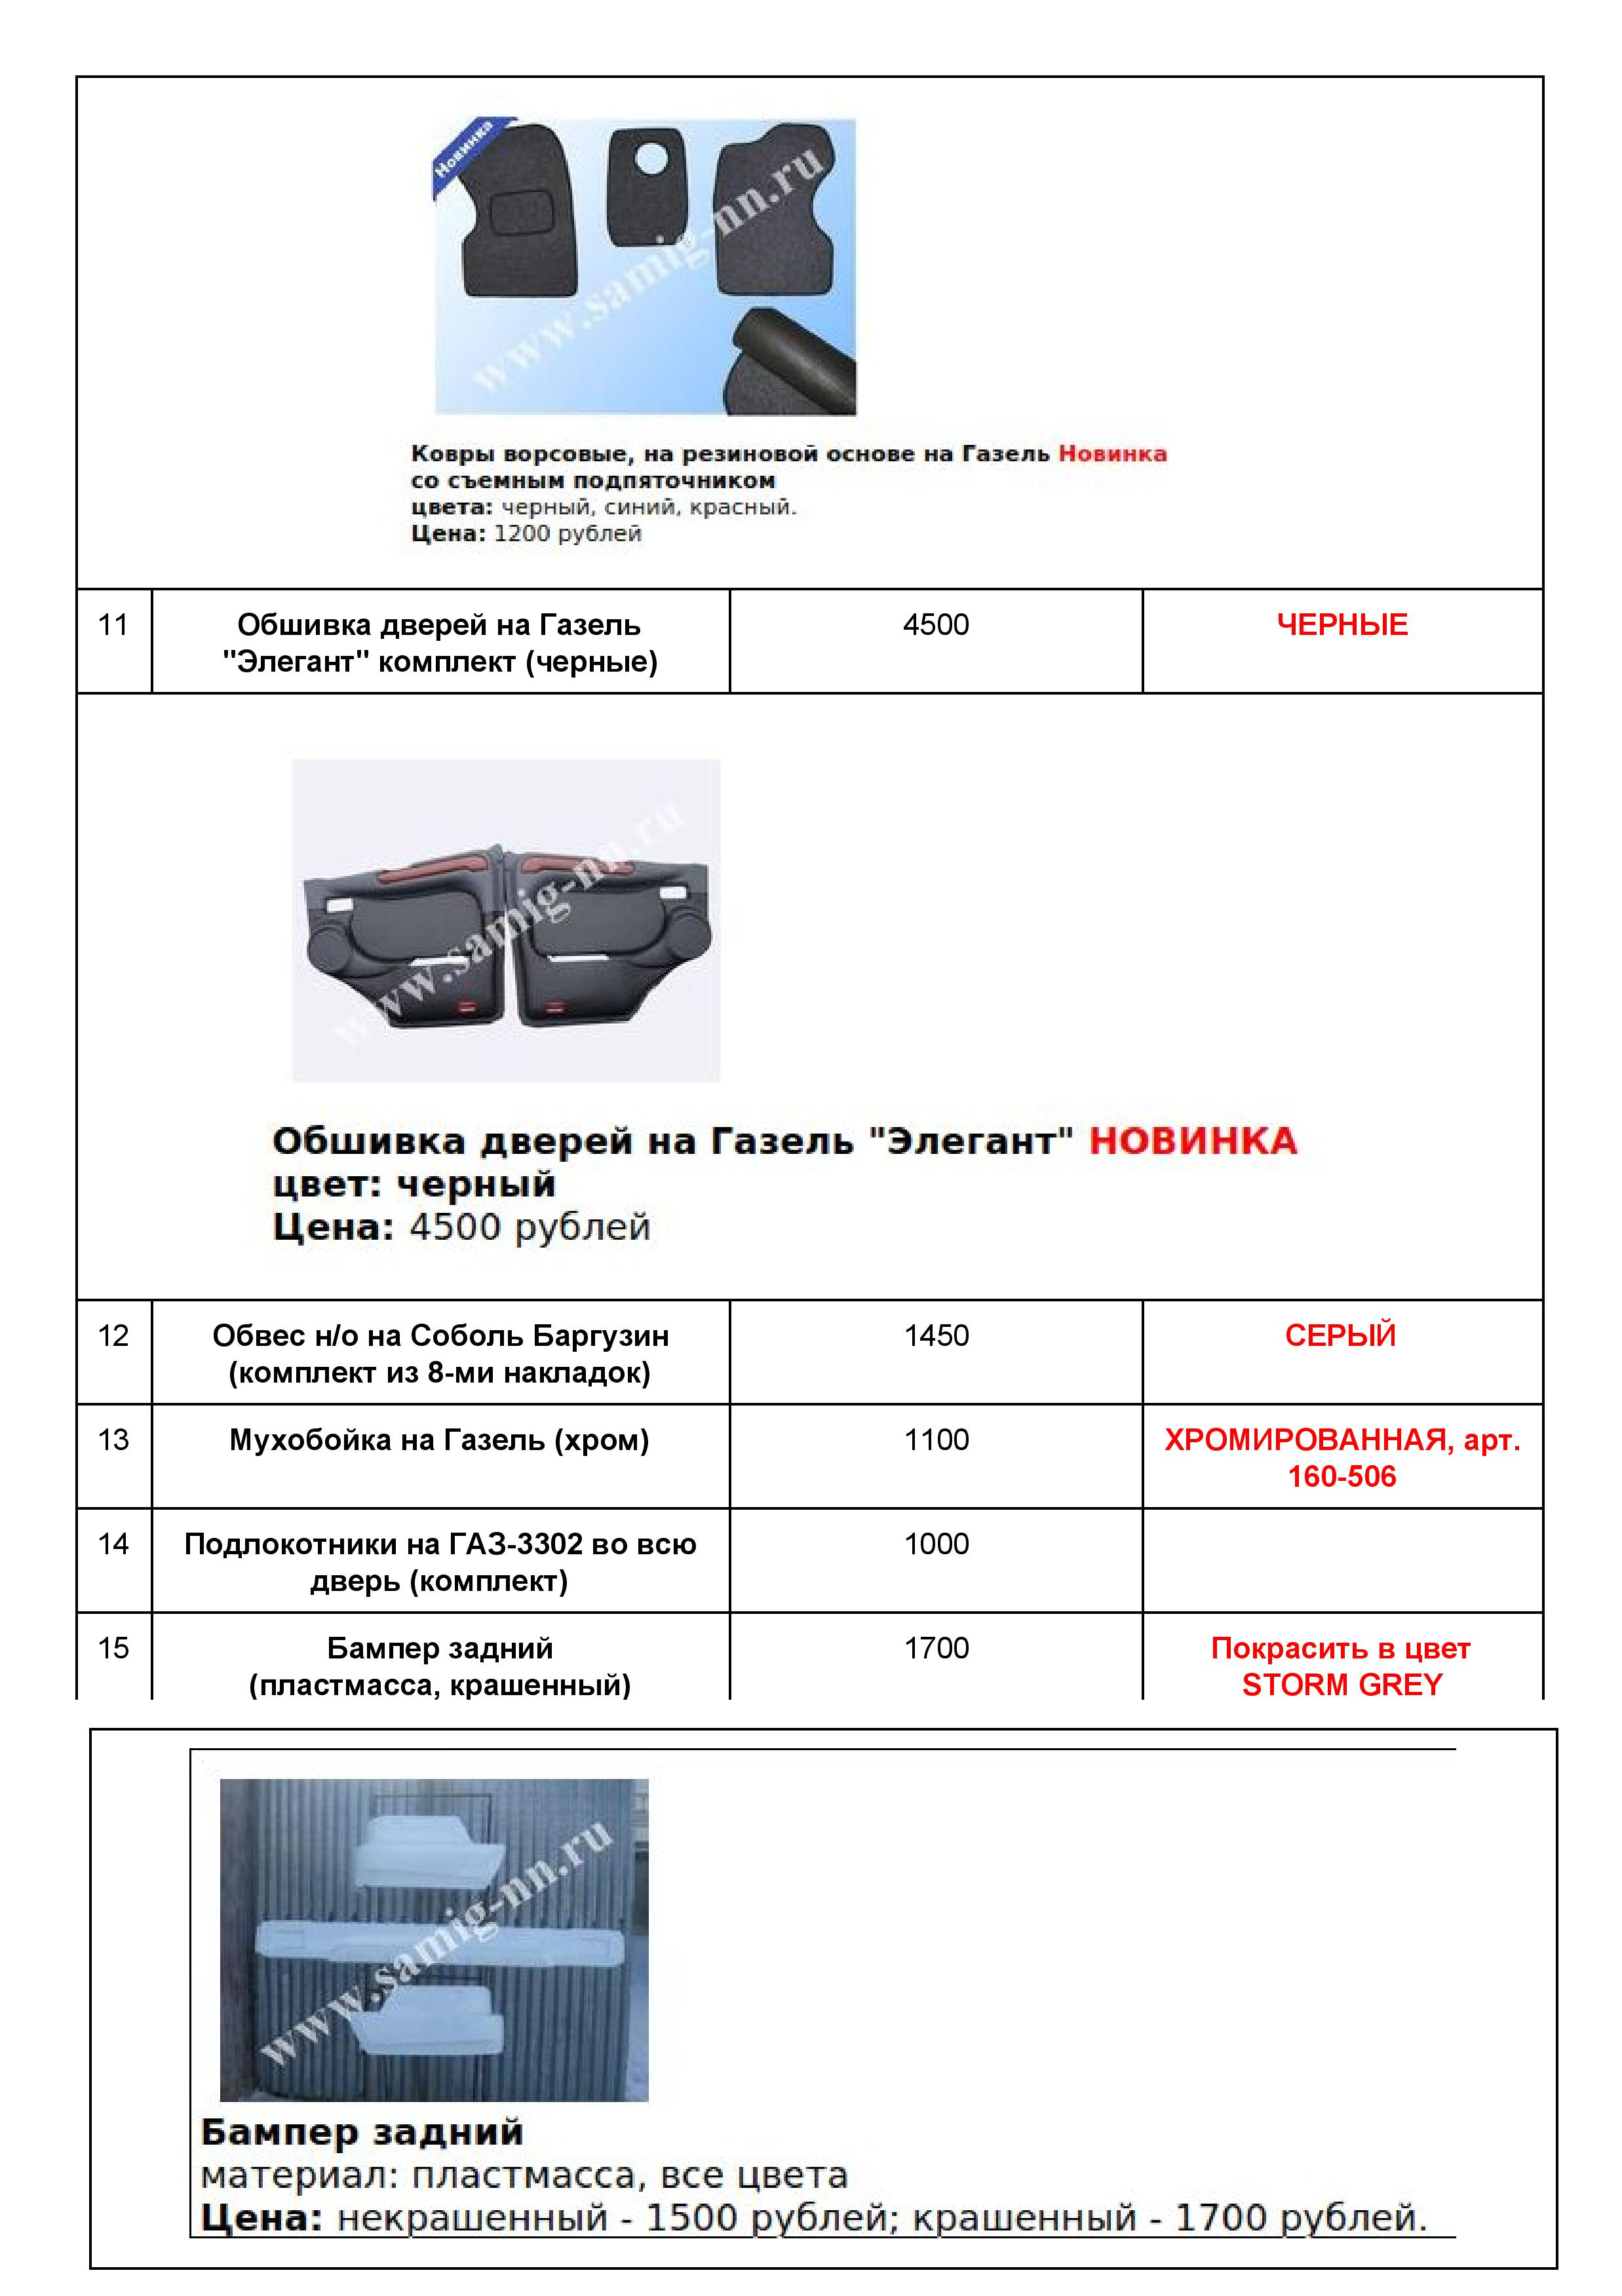 Новинка
www.samig-nn.ru
Ковры ворсовые, на резиновой основе на Газель Новинка
со съемным подпяточником
цвета: черный, синий, красный.
Цена: 1200 рублей
11 Обшивка дверей на Газель 4500 ЧЕРНЫЕ
"Элегант" комплект (черные)
www.samig-nn.ru
Обшивка дверей на Газель "Элегант" НОВИНКА
цвет: черный
Цена: 4500 рублей
12 Обвес н/о на Соболь Баргузин 1450 СЕРЫЙ
(комплект из 8-ми накладок)
13 Мухобойка на Газель (хром) 1100 ХРОМИРОВАННАЯ, арт.
160-506
14 Подлокотники на ГАЗ-3302 во всю 1000
дверь (комплект)
15 Бампер задний 1700 Покрасить в цвет
(пластмасса, крашенный) STORM GREY
www.samig-nn.ru
Бампер задний
материал: пластмасса, все цвета
Цена: некрашенный - 1500 рублей; крашенный - 1700 рублей.